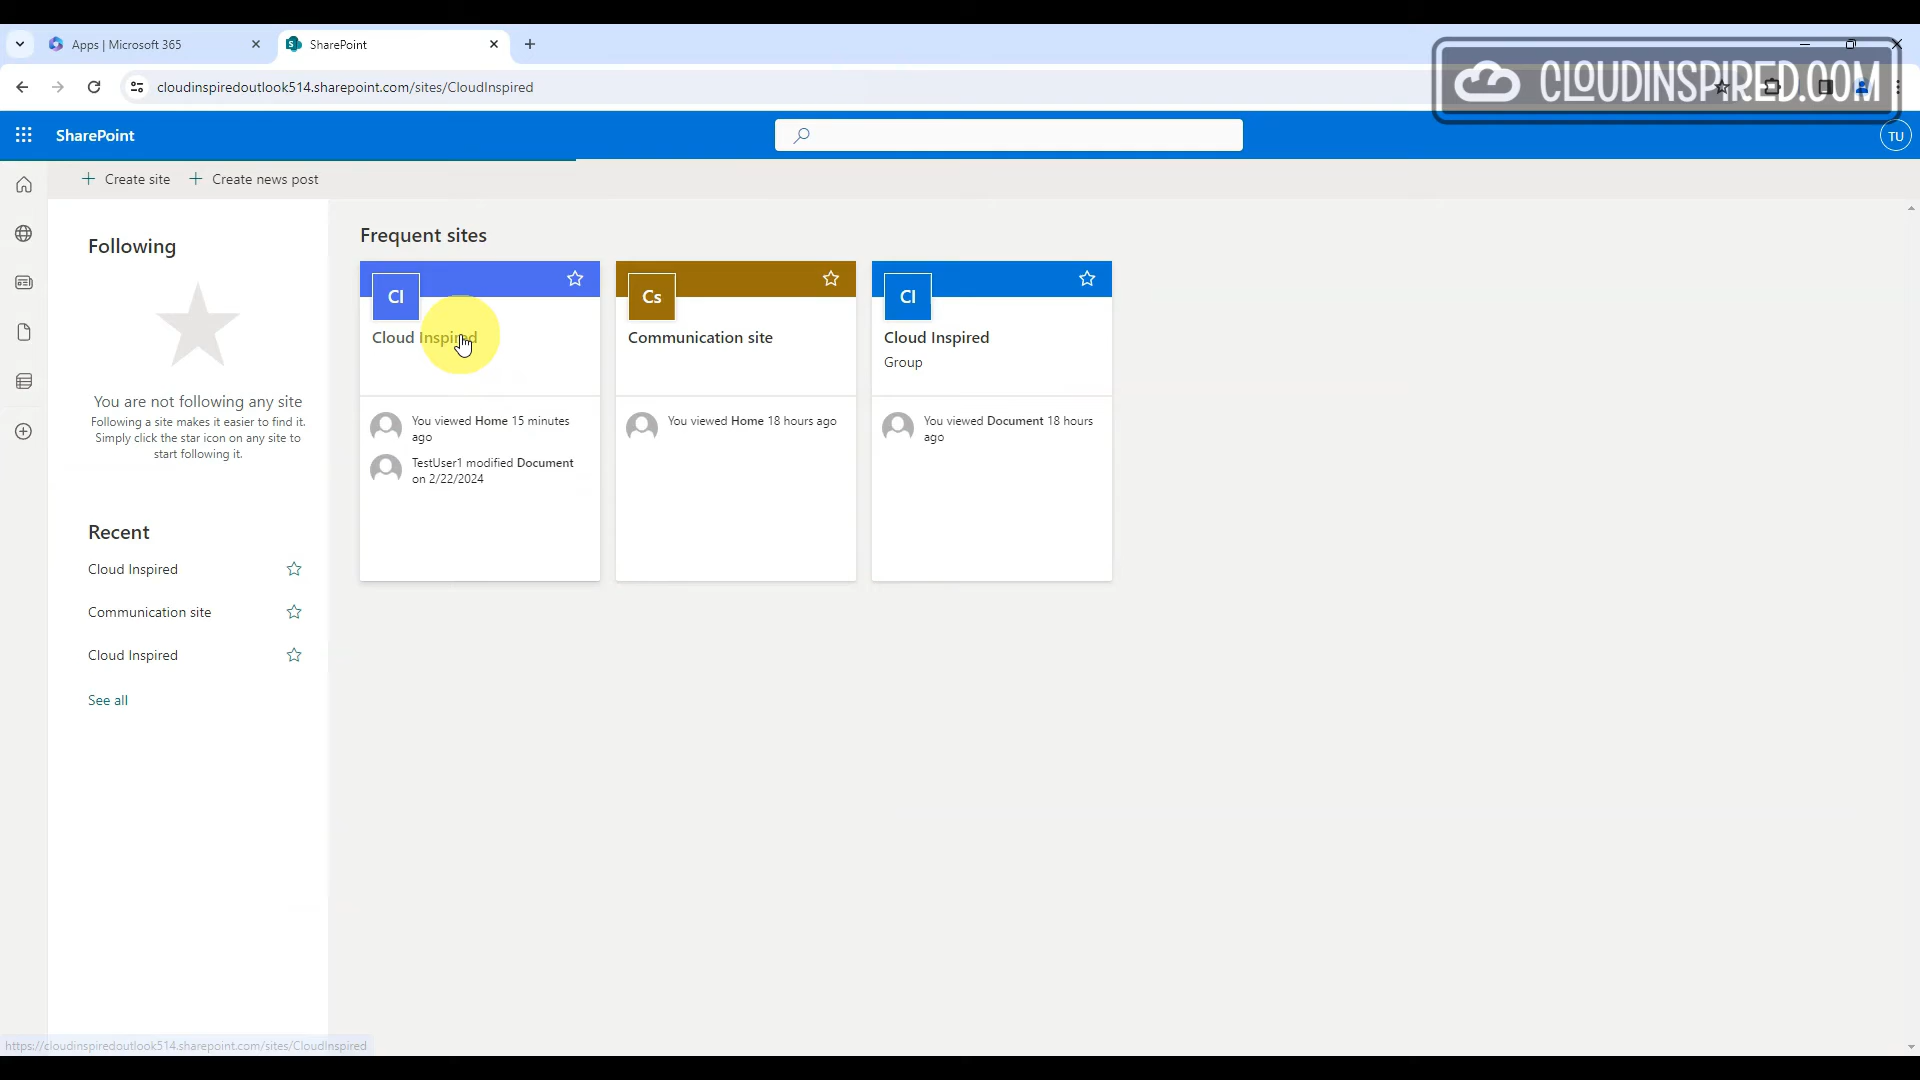 Apps | Microsoft 365
SharePoint
cloudinspiredoutlook514.sharepoint.com/sites/CloudInspired
CLOUDINSPIRED.COM
SharePoint
TU
Create site
Create news post
Following
You are not following any site
Following a site makes it easier to find it.
Simply click the star icon on any site to
start following it.
Recent
Cloud Inspired
Communication site
Cloud Inspired
See all
Frequent sites
CI
Cloud Inspired
You viewed Home 15 minutes
ago
TestUser1 modified Document
on 2/22/2024
Cs
Communication site
You viewed Home 18 hours ago
CI
Cloud Inspired
Group
You viewed Document 18 hours
ago
https://cloudinspiredoutlook514.sharepoint.com/sites/CloudInspired